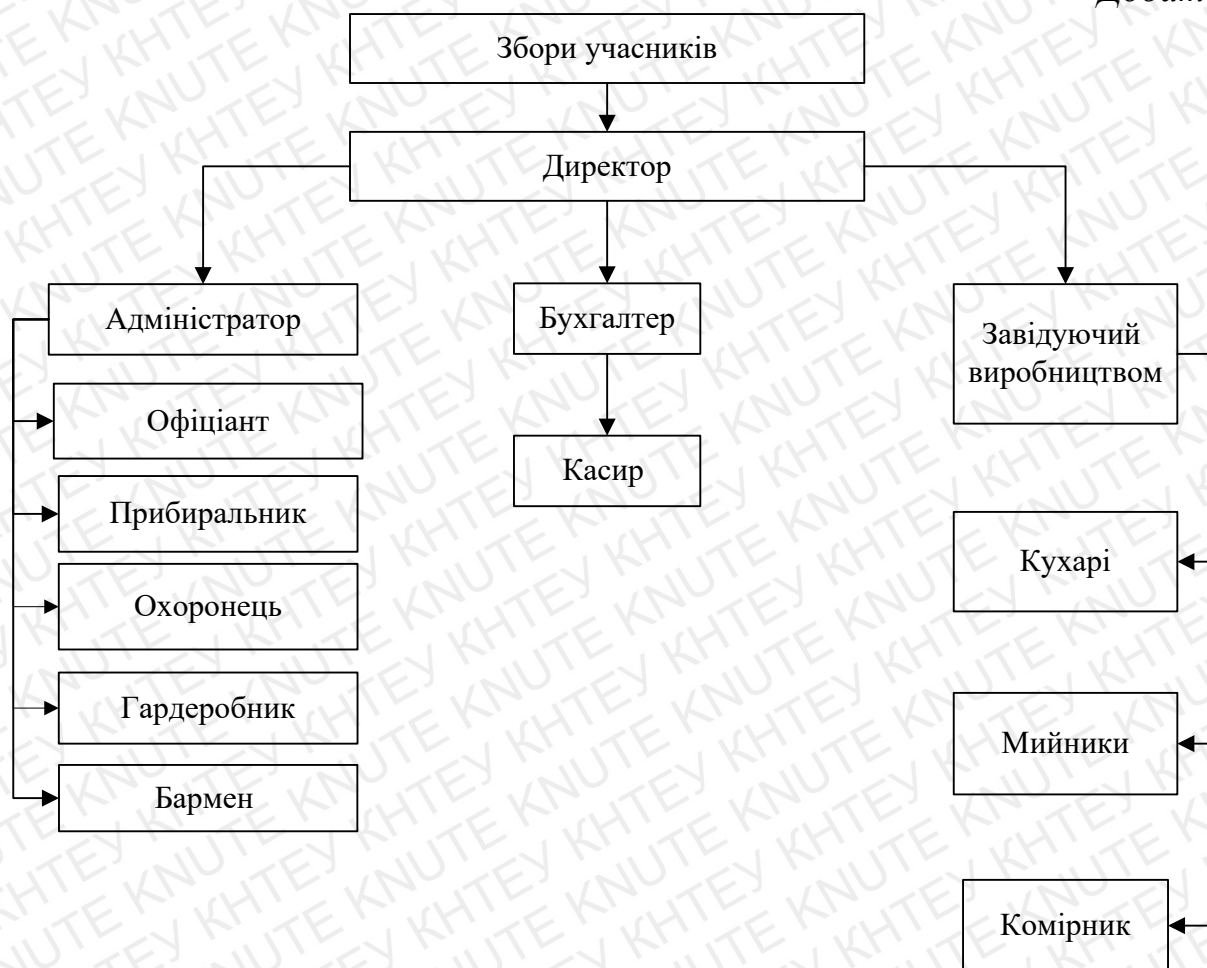 Збори учасників
Директор
Адміністратор
Бухгалтер
Завідуючий
виробництвом
Офіціант
Касир
Прибиральник
Кухарі
Охоронець
Гардеробник
Мийники
Бармен
Комірник